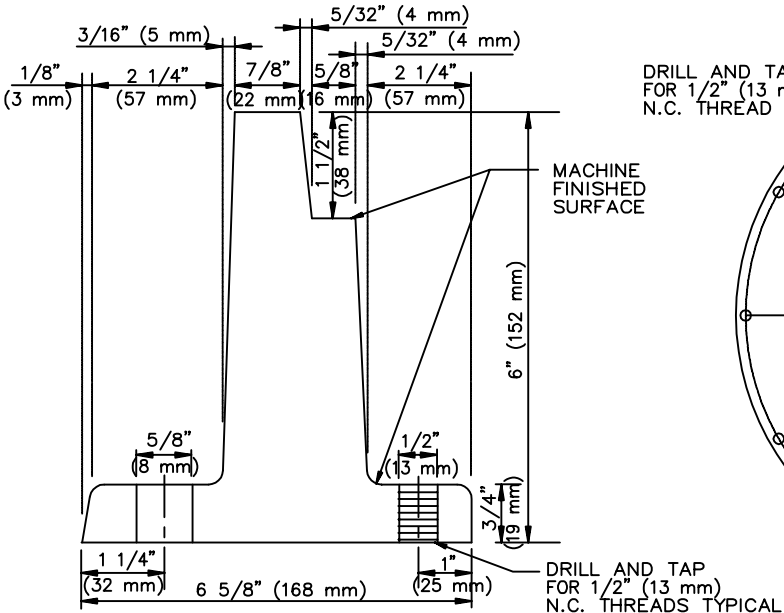 5/32" (4 mm)
3/16" (5 mm)
5/32" (4 mm)
1/8"
(3 mm)
2 1/4"
(57 mm)
7/8"
(22 mm)
5/8"
(16 mm)
2 1/4"
(57 mm)
DRILL AND TA
FOR 1/2" (13 m
N.C. THREAD
1 1/2"
(38 mm)
MACHINE
FINISHED
SURFACE
6" (152 mm)
5/8"
(8 mm)
1/2"
(13 mm)
3/4"
(19 mm)
1 1/4"
(32 mm)
6 5/8" (168 mm)
1"
(25 mm)
DRILL AND TAP
FOR 1/2" (13 mm)
N.C. THREADS TYPICAL